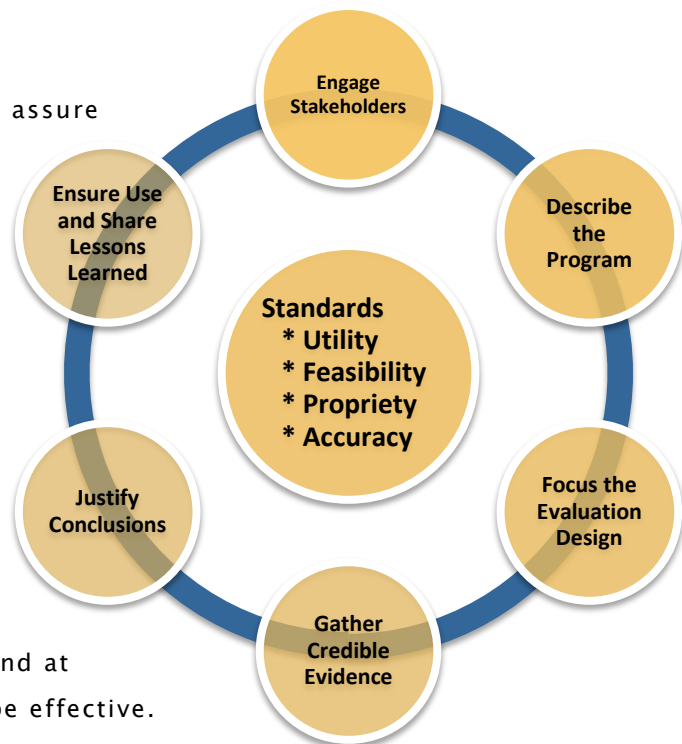 assure
Engage
Stakeholders
Ensure Use
and Share
Lessons
Learned
Describe
the
Program
Standards
* Utility
* Feasibility
* Propriety
* Accuracy
Justify
Conclusions
Focus the
Evaluation
Design
Gather
Credible
Evidence
nd at
be effective.